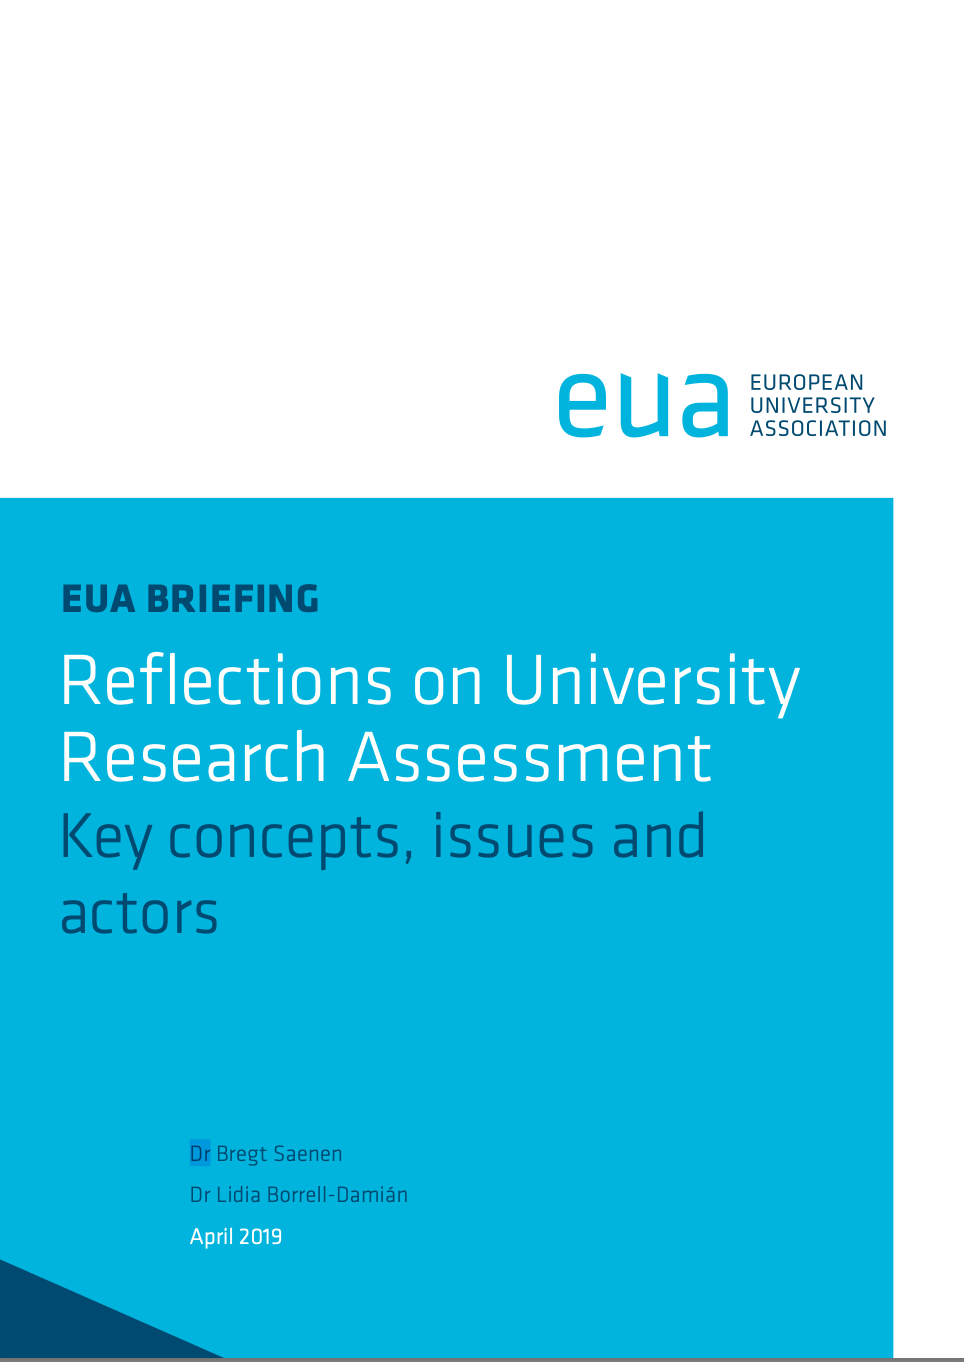 eua
EUROPEAN
UNIVERSITY
ASSOCIATION
EUA BRIEFING
Reflections on University
Research Assessment
Key concepts, issues and
actors
Dr Bregt Saenen
Dr Lidia Borrell-Damián
April 2019